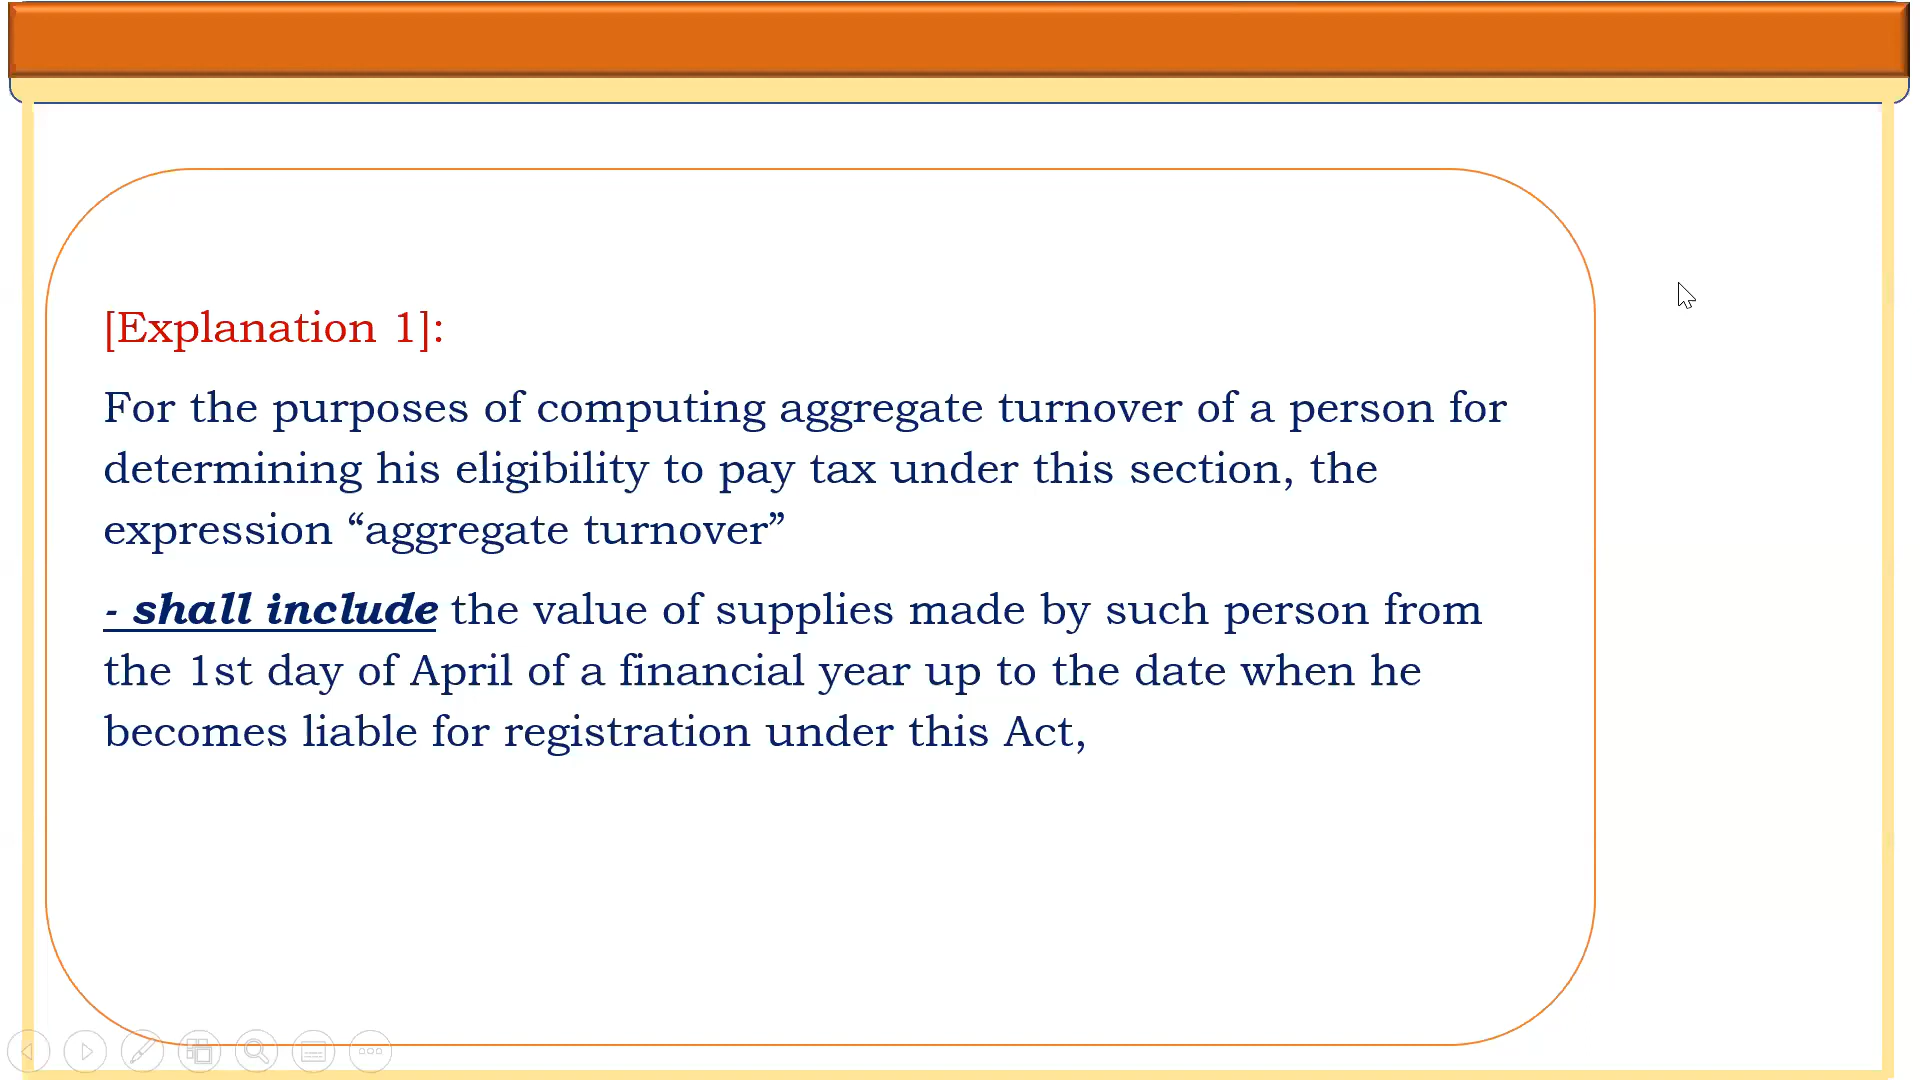 [Explanation 1]:
For the purposes of computing aggregate turnover of a person for
determining his eligibility to pay tax under this section, the
expression “aggregate turnover”
- shall include the value of supplies made by such person from
the 1st day of April of a financial year up to the date when he
becomes liable for registration under this Act,